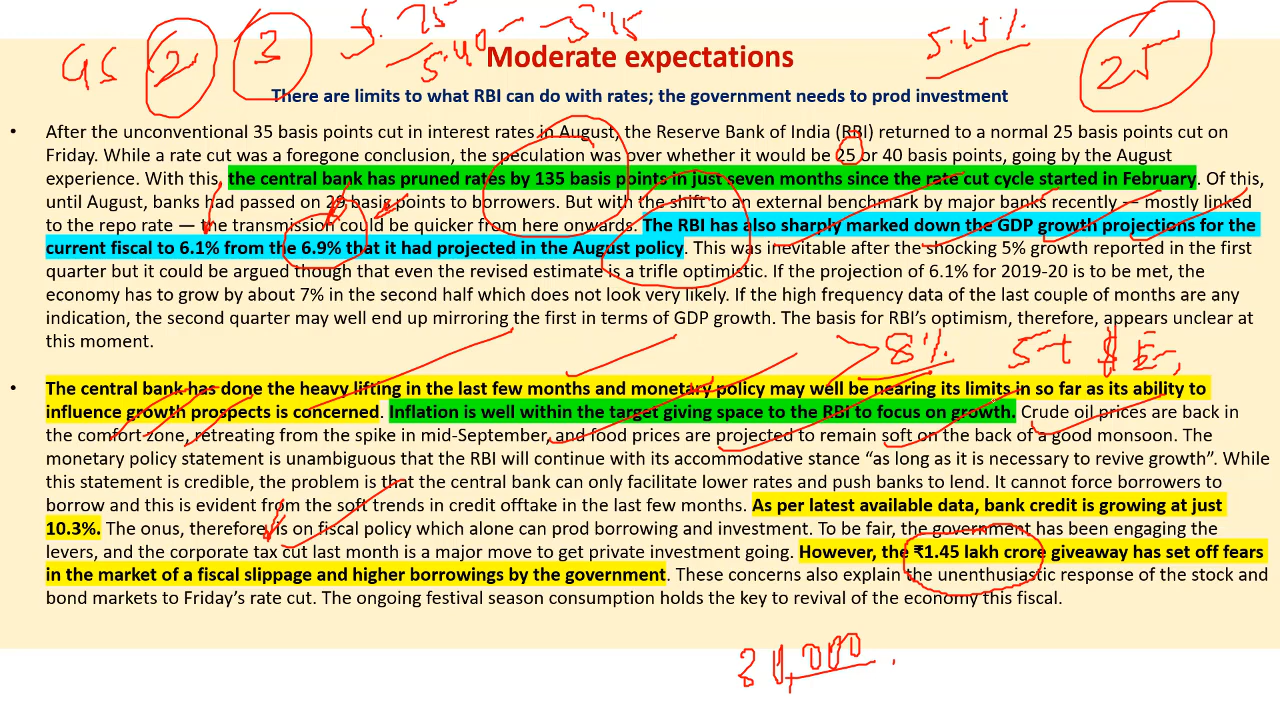 GS 2 3
5.15%
25
Moderate expectations
There are limits to what RBI can do with rates; the government needs to prod investment
• After the unconventional 35 basis points cut in interest rates in August, the Reserve Bank of India (RBI) returned to a normal 25 basis points cut on
Friday. While a rate cut was a foregone conclusion, the speculation was over whether it would be 25 or 40 basis points, going by the August
experience. With this, the central bank has pruned rates by 135 basis points in just seven months since the rate cut cycle started in February. Of this,
until August, banks had passed on 29 basis points to borrowers. But with the shift to an external benchmark by major banks recently — mostly linked
to the repo rate — the transmission could be quicker from here onwards. The RBI has also sharply marked down the GDP growth projections for the
current fiscal to 6.1% from the 6.9% that it had projected in the August policy. This was inevitable after the shocking 5% growth reported in the first
quarter but it could be argued though that even the revised estimate is a trifle optimistic. If the projection of 6.1% for 2019-20 is to be met, the
economy has to grow by about 7% in the second half which does not look very likely. If the high frequency data of the last couple of months are any
indication, the second quarter may well end up mirroring the first in terms of GDP growth. The basis for RBI’s optimism, therefore, appears unclear at
this moment.
> 8%
• The central bank has done the heavy lifting in the last few months and monetary policy may well be nearing its limits in so far as its ability to
influence growth prospects is concerned. Inflation is well within the target giving space to the RBI to focus on growth. Crude oil prices are back in
the comfort zone, retreating from the spike in mid-September, and food prices are projected to remain soft on the back of a good monsoon. The
monetary policy statement is unambiguous that the RBI will continue with its accommodative stance “as long as it is necessary to revive growth”. While
this statement is credible, the problem is that the central bank can only facilitate lower rates and push banks to lend. It cannot force borrowers to
borrow and this is evident from the soft trends in credit offtake in the last few months. As per latest available data, bank credit is growing at just
10.3%. The onus, therefore, is on fiscal policy which alone can prod borrowing and investment. To be fair, the government has been engaging the
levers, and the corporate tax cut last month is a major move to get private investment going. However, the ₹1.45 lakh crore giveaway has set off fears
in the market of a fiscal slippage and higher borrowings by the government. These concerns also explain the unenthusiastic response of the stock and
bond markets to Friday’s rate cut. The ongoing festival season consumption holds the key to revival of the economy this fiscal.